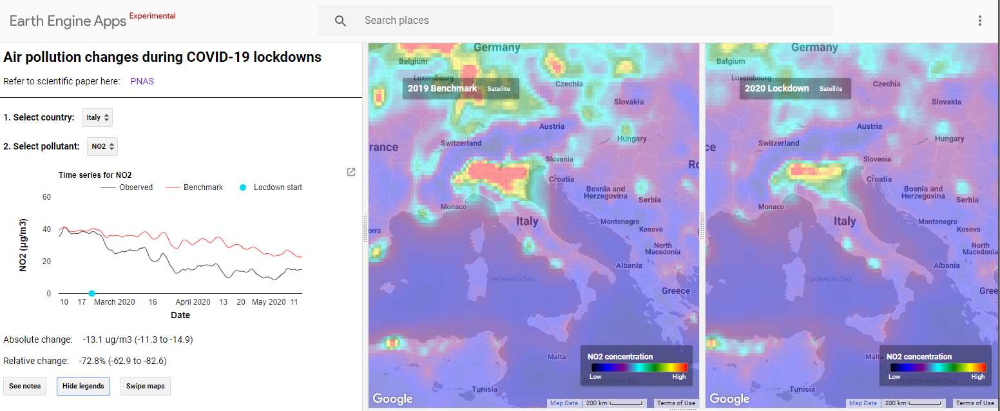 Earth Engine Apps Experimental
Search places
Air pollution changes during COVID-19 lockdowns
Refer to scientific paper here: PNAS
1. Select country: Italy
2. Select pollutant: NO2
Time series for NO2
Observed Benchmark Locdown start
NO2 (µg/m3)
60
40
20
0
10 17 March 2020 16 April 2020 13 20 May 2020 11
Date
Absolute change: -13.1 ug/m3 (-11.3 to -14.9)
Relative change: -72.8% (-62.9 to -82.6)
See notes Hide legends Swipe maps
Germany
Belgium
Luxembourg
2019 Benchmark Satellite
Czechia
Slovakia
Austria
Switzerland
Hungary
rance
Slovenia
Ro
Croatia
Bosnia and
Herzegovina
Serbia
Monaco
Italy
Montenegro
orra
Kosovo
North
Macedonia
Albania
Tyrrhenian Sea
Greece
Malta
NO2 concentration
Low High
Mediterranean Sea
Tunisia
Google
Map Data 200 km Terms of Use
Germany
Belgium
Luxembourg
2020 Lockdown Satellite
Czechia
Slovakia
Austria
Switzerland
Hungary
ce
Slovenia
Croatia
Bosnia and
Herzegovina
Serbia
Monaco
Italy
Montenegro
Kosovo
North
Macedonia
Albania
Tyrrhenian Sea
Gree
Malta
NO2 concentration
Low High
Mediterranean Sea
Tunisia
Google
Map Data 200 km Terms of Use